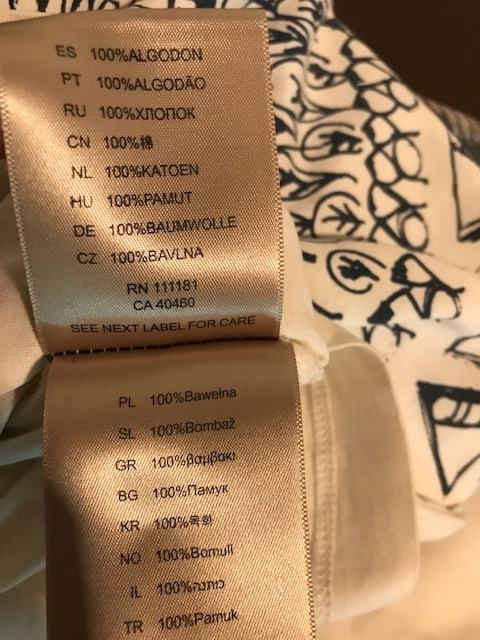 ES 100%ALGODON
PT 100%ALGODÃO
RU 100%ХЛОПОК
CN 100%棉
NL 100%KATOEN
HU 100%PAMUT
DE 100%BAUMWOLLE
CZ 100%BAVLNA
RN 111181
CA 40460
SEE NEXT LABEL FOR CARE
PL 100%Bawełna
SL 100%Bombaž
GR 100%βαμβακι
BG 100%Памук
KR 100%목화
NO 100%Bomull
IL 100%כותנה
TR 100%Pamuk